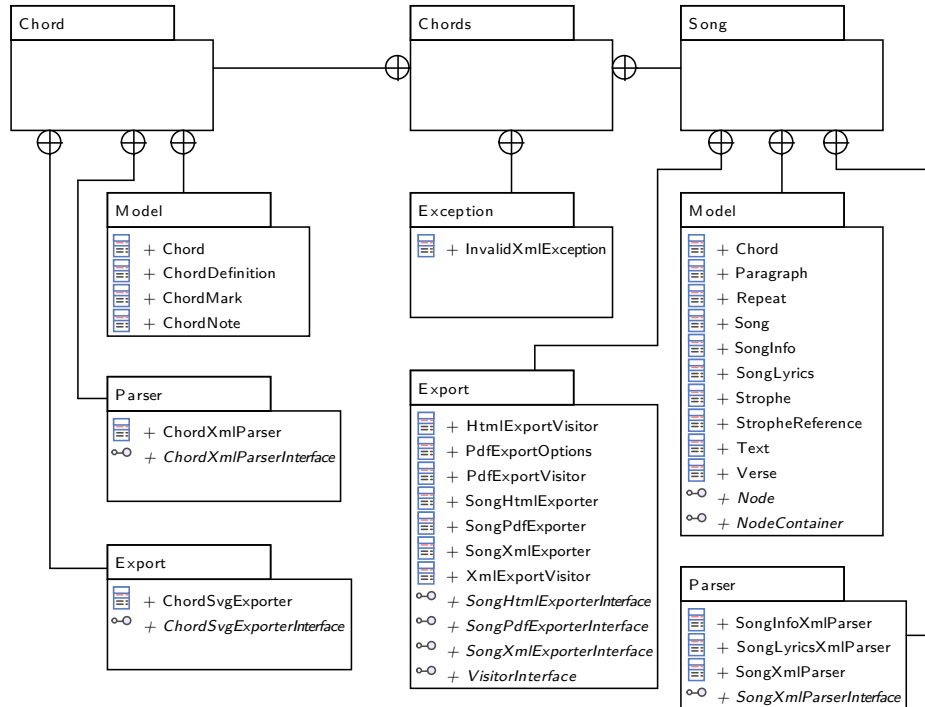 Chord
Chords
Song
Model
+ Chord
+ ChordDefinition
+ ChordMark
+ ChordNote
Exception
+ InvalidXmlException
Model
+ Chord
+ Paragraph
+ Repeat
+ Song
+ SongInfo
+ SongLyrics
+ Strophe
+ StropheReference
+ Text
+ Verse
+ Node
+ NodeContainer
Parser
+ ChordXmlParser
+ ChordXmlParserInterface
Export
+ HtmlExportVisitor
+ PdfExportOptions
+ PdfExportVisitor
+ SongHtmlExporter
+ SongPdfExporter
+ SongXmlExporter
+ XmlExportVisitor
+ SongHtmlExporterInterface
+ SongPdfExporterInterface
+ SongXmlExporterInterface
+ VisitorInterface
Export
+ ChordSvgExporter
+ ChordSvgExporterInterface
Parser
+ SongInfoXmlParser
+ SongLyricsXmlParser
+ SongXmlParser
+ SongXmlParserInterface